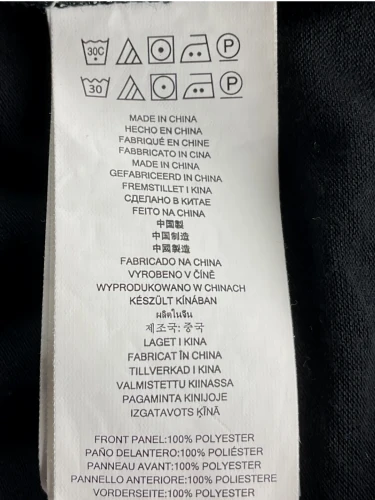 30C P
30 P
MADE IN CHINA
HECHO EN CHINA
FABRIQUÉ EN CHINE
FABBRICATO IN CINA
MADE IN CHINA
GEFABRICEERD IN CHINA
FREMSTILLET I KINA
СДЕЛАНО В КИТАЕ
FEITO NA CHINA
中国製
中国制造
中國製造
FABRICADO NA CHINA
VYROBENO V ČÍNĚ
WYPRODUKOWANO W CHINACH
KÉSZÜLT KÍNÁBAN
ผลิตในจีน
제조국: 중국
LAGET I KINA
FABRICAT ÎN CHINA
TILLVERKAD I KINA
VALMISTETTU KIINASSA
PAGAMINTA KINIJOJE
IZGATAVOTS ĶĪNĀ
FRONT PANEL:100% POLYESTER
PAÑO DELANTERO:100% POLIÉSTER
PANNEAU AVANT:100% POLYESTER
PANNELLO ANTERIORE:100% POLIESTERE
VORDERSEITE:100% POLYESTER